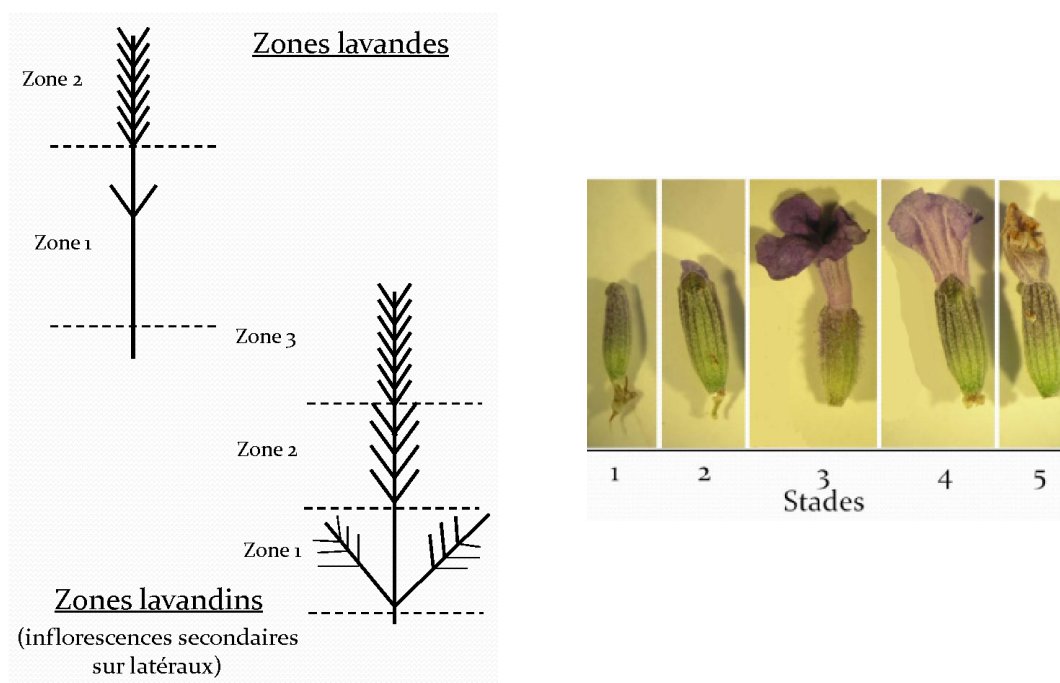 Zones lavandes
Zone 2
Zone 1
Zone 3
Zone 2
Zone 1
Zones lavandins
(inflorescences secondaires
sur latéraux)
1 2 3 4 5
Stades